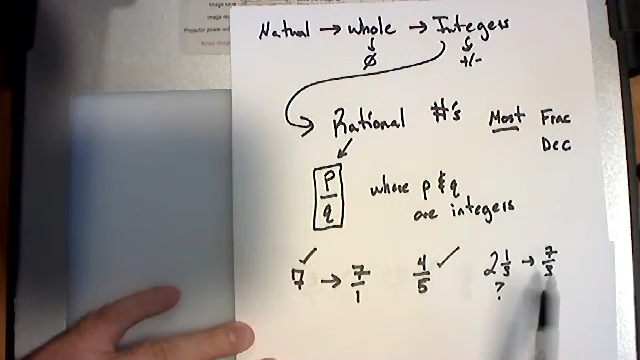 Natual → whole → Integers
Ø +/-
Rational #'s Most Frac
Dec
p/q where p & q
are integers
7 → 7/1 4/5 2 1/3 → 7/3
?